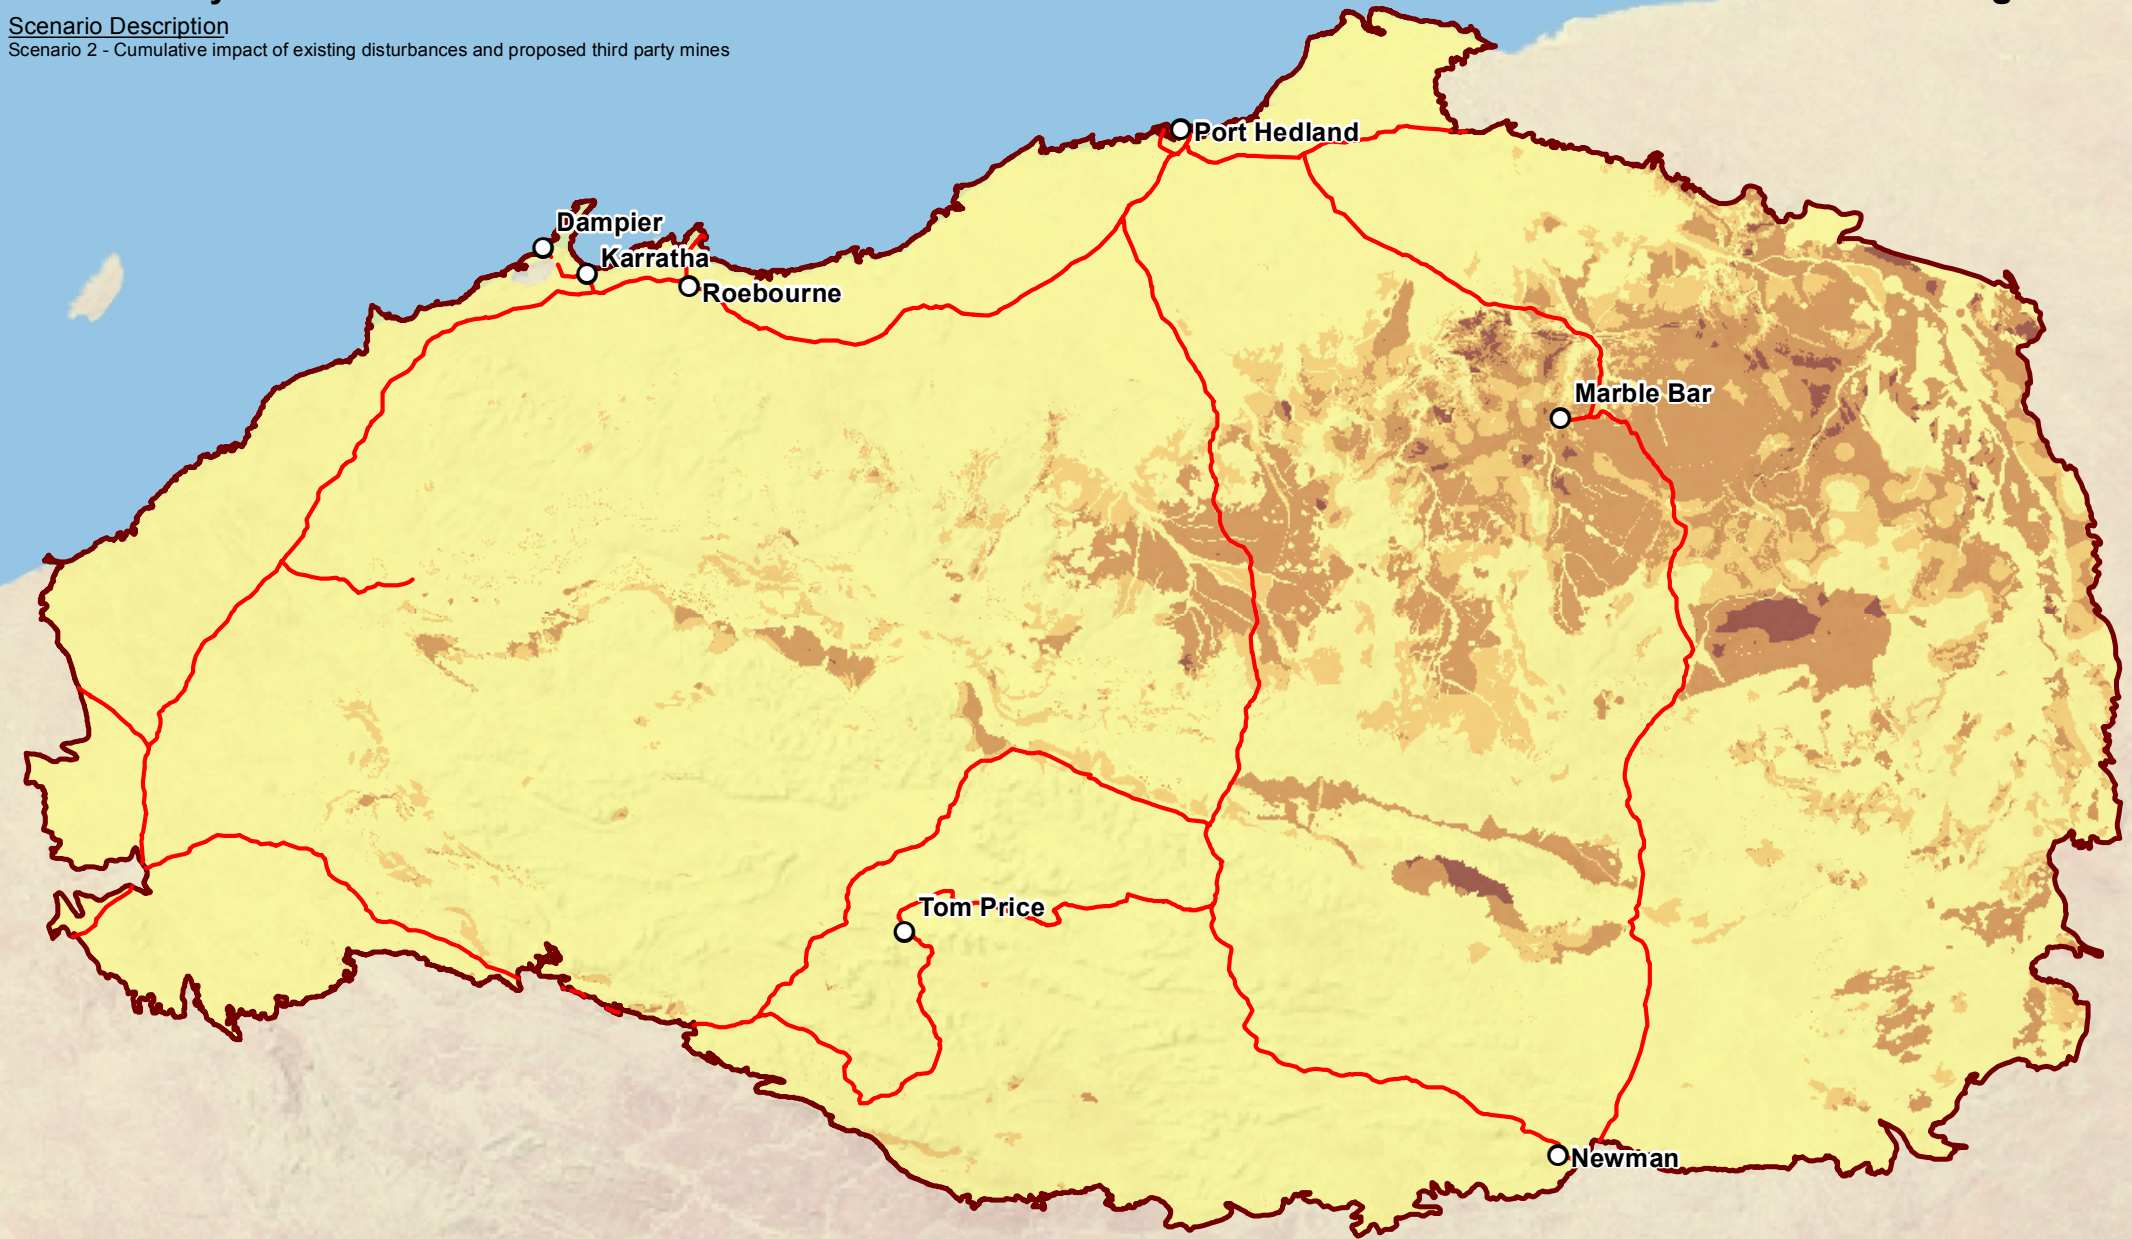 Scenario Description
Scenario 2 - Cumulative impact of existing disturbances and proposed third party mines
Port Hedland
Dampier
Karratha
Roebourne
Marble Bar
Tom Price
Newman